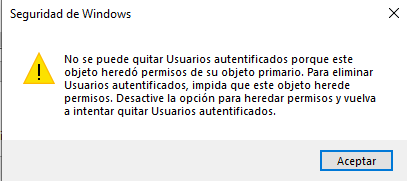 Seguridad de Windows
No se puede quitar Usuarios autentificados porque este
objeto heredó permisos de su objeto primario. Para eliminar
Usuarios autentificados, impida que este objeto herede
permisos. Desactive la opción para heredar permisos y vuelva
a intentar quitar Usuarios autentificados.
Aceptar